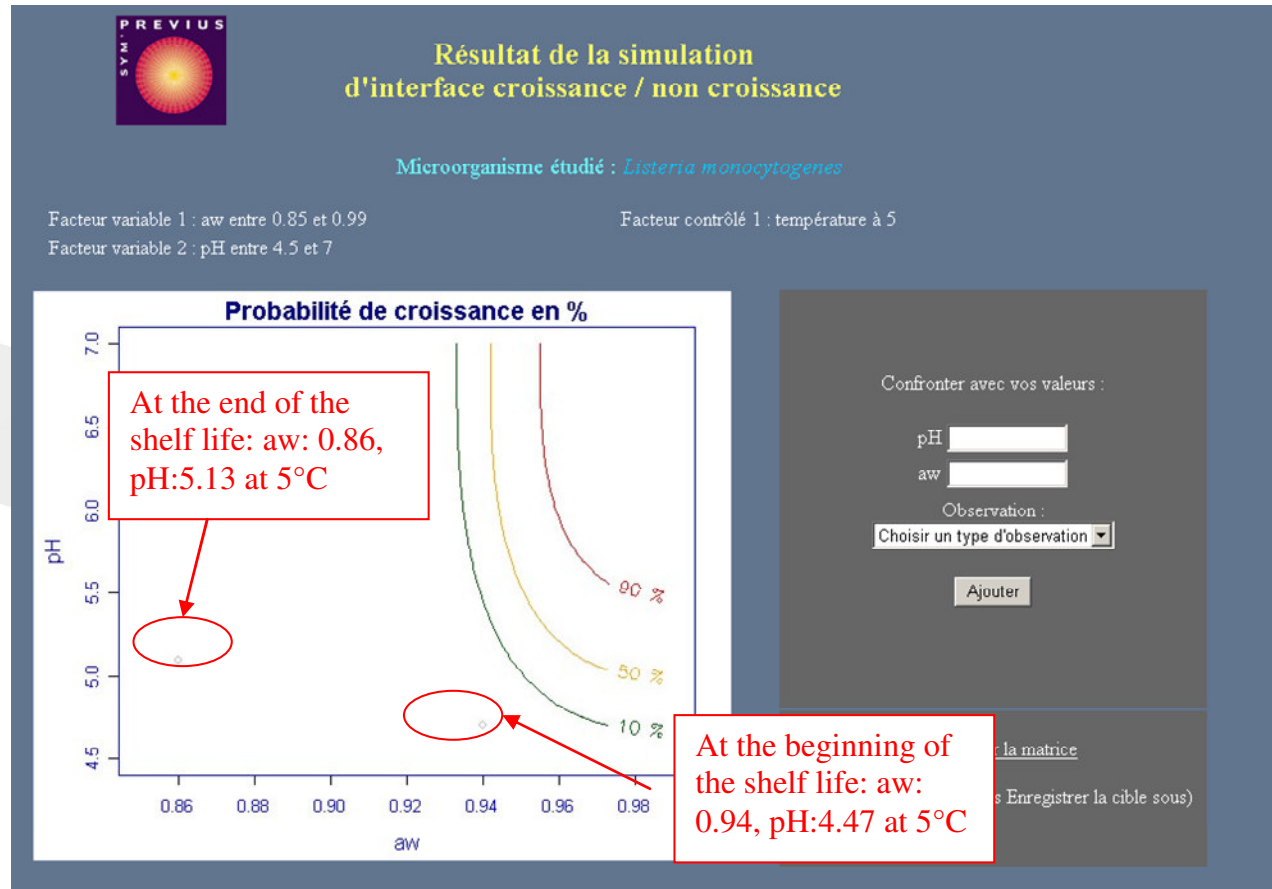 SYM' PREVIUS
Résultat de la simulation
d'interface croissance / non croissance
Microorganisme étudié : Listeria monocytogenes
Facteur variable 1 : aw entre 0.85 et 0.99
Facteur contrôlé 1 : température à 5
Facteur variable 2 : pH entre 4.5 et 7
Probabilité de croissance en %
7.0
6.5
6.0
5.5
5.0
4.5
pH
At the end of the
shelf life: aw: 0.86,
pH:5.13 at 5°C
90 %
50 %
10 %
0.86 0.88 0.90 0.92 0.94 0.96 0.98
aw
At the beginning of
the shelf life: aw:
0.94, pH:4.47 at 5°C
Confronter avec vos valeurs :
pH
aw
Observation :
Choisir un type d'observation
Ajouter
la matrice
Enregistrer la cible sous)